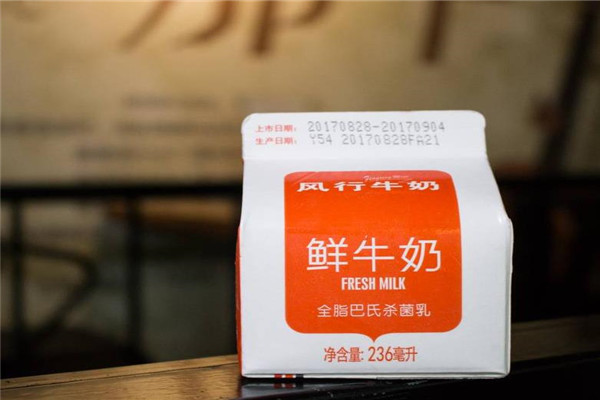 上市日期: 20170828-20170904
生产日期: Y54 20170828FA21
风行牛奶
鲜牛奶
FRESH MILK
全脂巴氏杀菌乳
净含量: 236毫升